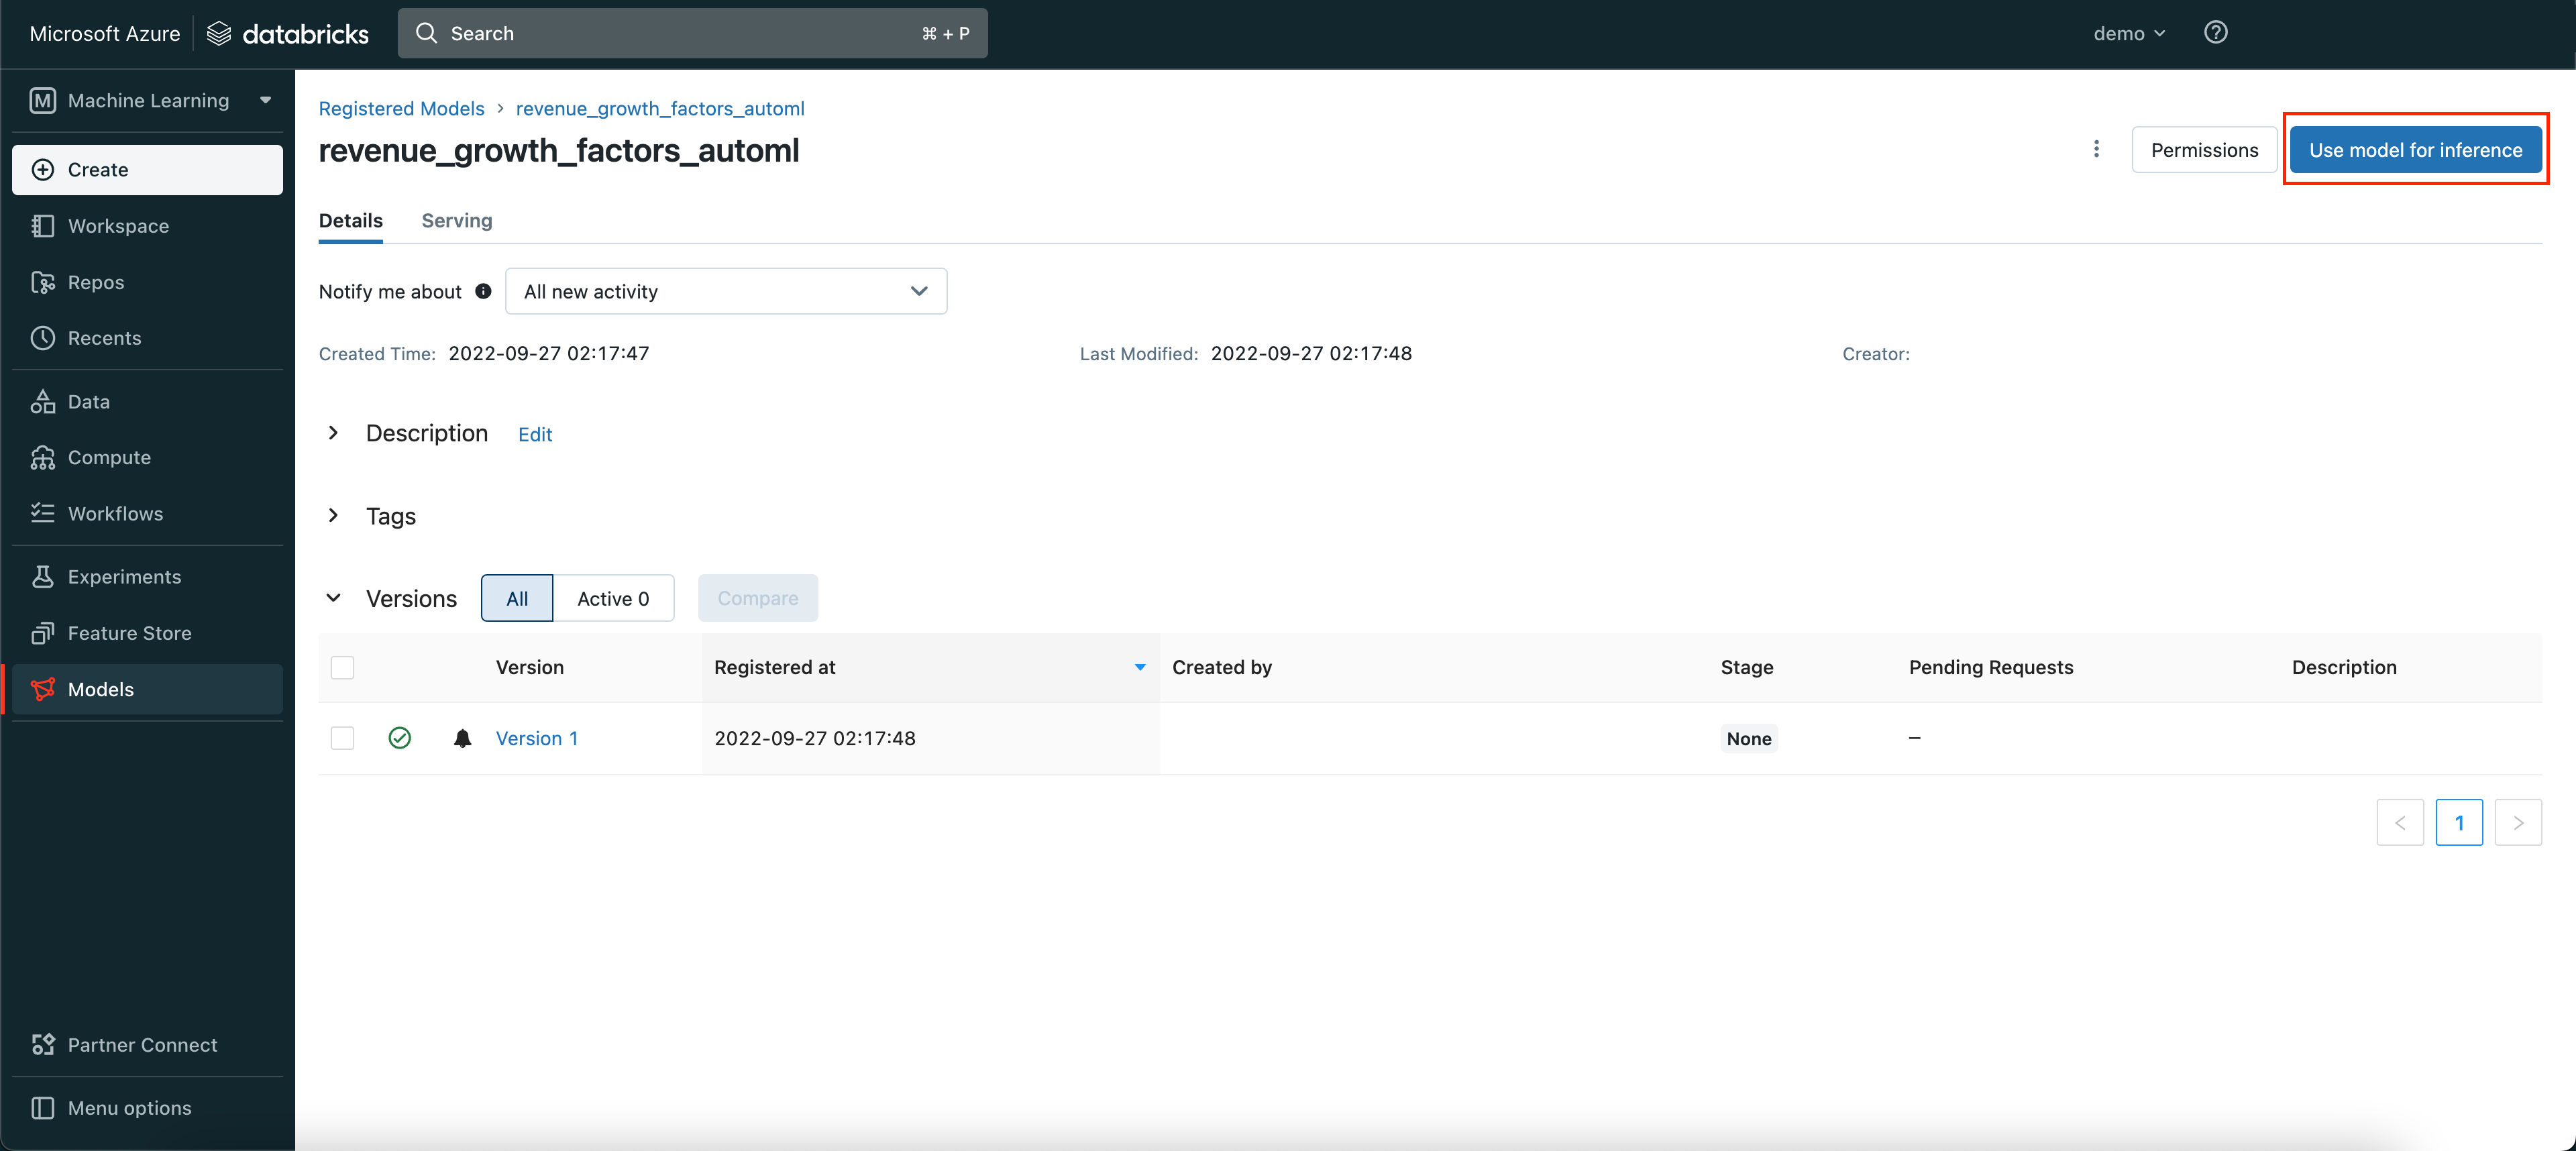 Microsoft Azure databricks Search ⌘ + P demo
M Machine Learning
Create
Workspace
Repos
Recents
Data
Compute
Workflows
Experiments
Feature Store
Models
Partner Connect
Menu options
Registered Models > revenue_growth_factors_automl
revenue_growth_factors_automl
Permissions Use model for inference
Details Serving
Notify me about All new activity
Created Time: 2022-09-27 02:17:47 Last Modified: 2022-09-27 02:17:48 Creator:
Description Edit
Tags
Versions All Active 0 Compare
Version Registered at Created by Stage Pending Requests Description
Version 1 2022-09-27 02:17:48 None –
< 1 >